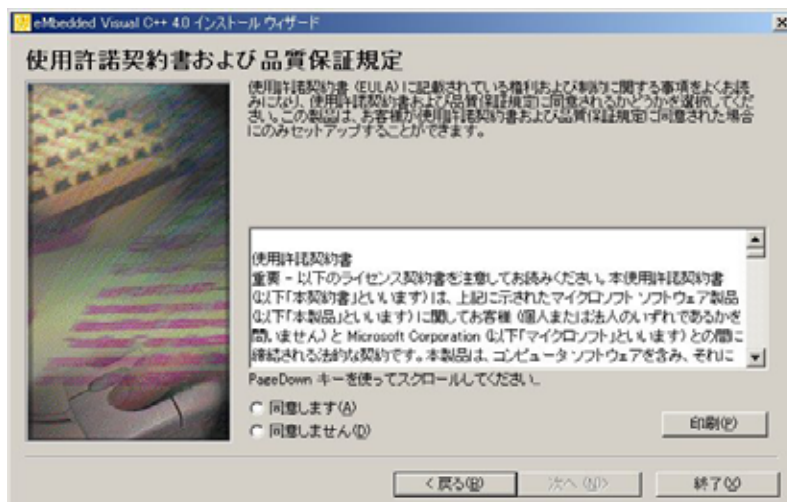 eMbedded Visual C++ 4.0 インストール ウィザード
使用許諾契約書および品質保証規定
使用許諾契約書 (EULA) に記載されている権利および制約に関する事項をよくお読
みになり、使用許諾契約書および品質保証規定に同意されるかどうかを選択してくだ
さい。この製品は、お客様が使用許諾契約書および品質保証規定に同意された場合
にのみセットアップすることができます。
使用許諾契約書
重要 - 以下のライセンス契約書を注意してお読みください。本使用許諾契約書
(以下「本契約書」といいます) は、上記に示されたマイクロソフト ソフトウェア製品
(以下「本製品」といいます) に関してお客様 (個人または法人のいずれであるかを
問いません) と Microsoft Corporation (以下「マイクロソフト」といいます) との間に
締結される法的な契約です。本製品は、コンピュータ ソフトウェアを含み、それに
PageDown キーを使ってスクロールしてください。
同意します(A)
同意しません(D)
印刷(P)
< 戻る(B)
次へ (N)>
終了(X)